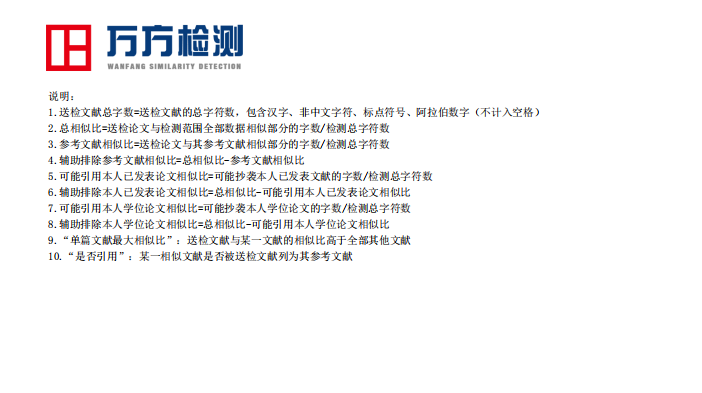 万方检测
WANFANG SIMILARITY DETECTION
说明：
1.送检文献总字数=送检文献的总字符数，包含汉字、非中文字符、标点符号、阿拉伯数字（不计入空格）
2.总相似比=送检论文与检测范围全部数据相似部分的字数/检测总字符数
3.参考文献相似比=送检论文与其参考文献相似部分的字数/检测总字符数
4.辅助排除参考文献相似比=总相似比-参考文献相似比
5.可能引用本人已发表论文相似比=可能抄袭本人已发表文献的字数/检测总字符数
6.辅助排除本人已发表论文相似比=总相似比-可能引用本人已发表论文相似比
7.可能引用本人学位论文相似比=可能抄袭本人学位论文的字数/检测总字符数
8.辅助排除本人学位论文相似比=总相似比-可能引用本人学位论文相似比
9.“单篇文献最大相似比”：送检文献与某一文献的相似比高于全部其他文献
10.“是否引用”：某一相似文献是否被送检文献列为其参考文献